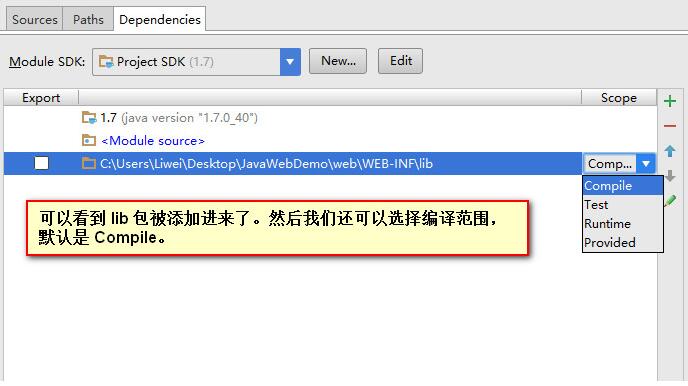 Sources Paths Dependencies
Module SDK: Project SDK (1.7) New... Edit
Export Scope
1.7 (java version "1.7.0_40")
<Module source>
C:\Users\Liwei\Desktop\JavaWebDemo\web\WEB-INF\lib Comp...
Compile
Test
Runtime
Provided
可以看到 lib 包被添加进来了。然后我们还可以选择编译范围，
默认是 Compile。